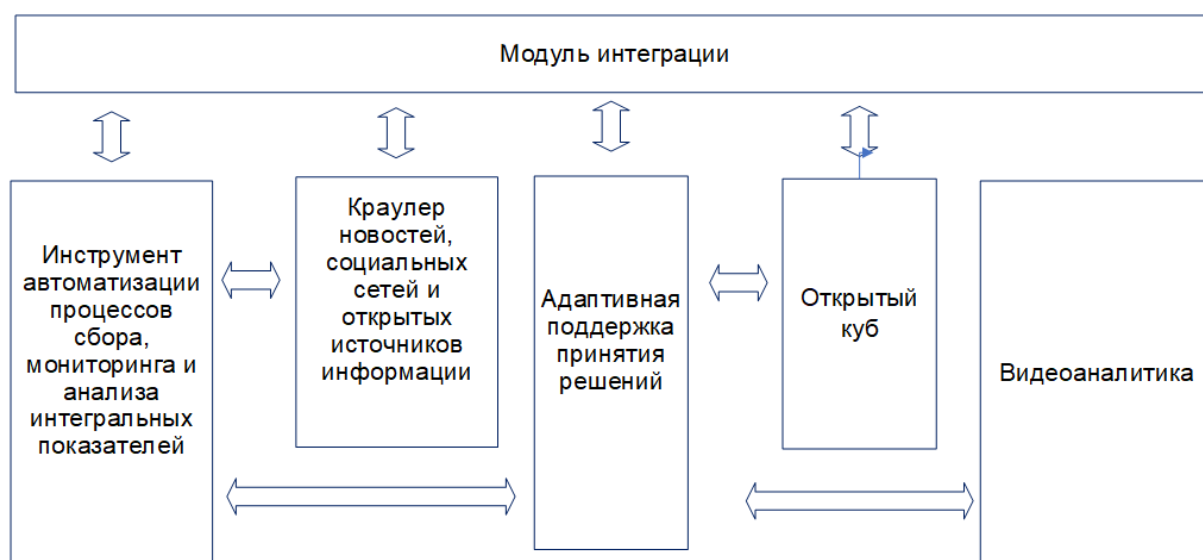 Модуль интеграции
Инструмент
автоматизации
процессов
сбора,
мониторинга и
анализа
интегральных
показателей
Краулер
новостей,
социальных
сетей и
открытых
источников
информации
Адаптивная
поддержка
принятия
решений
Открытый
куб
Видеоаналитика